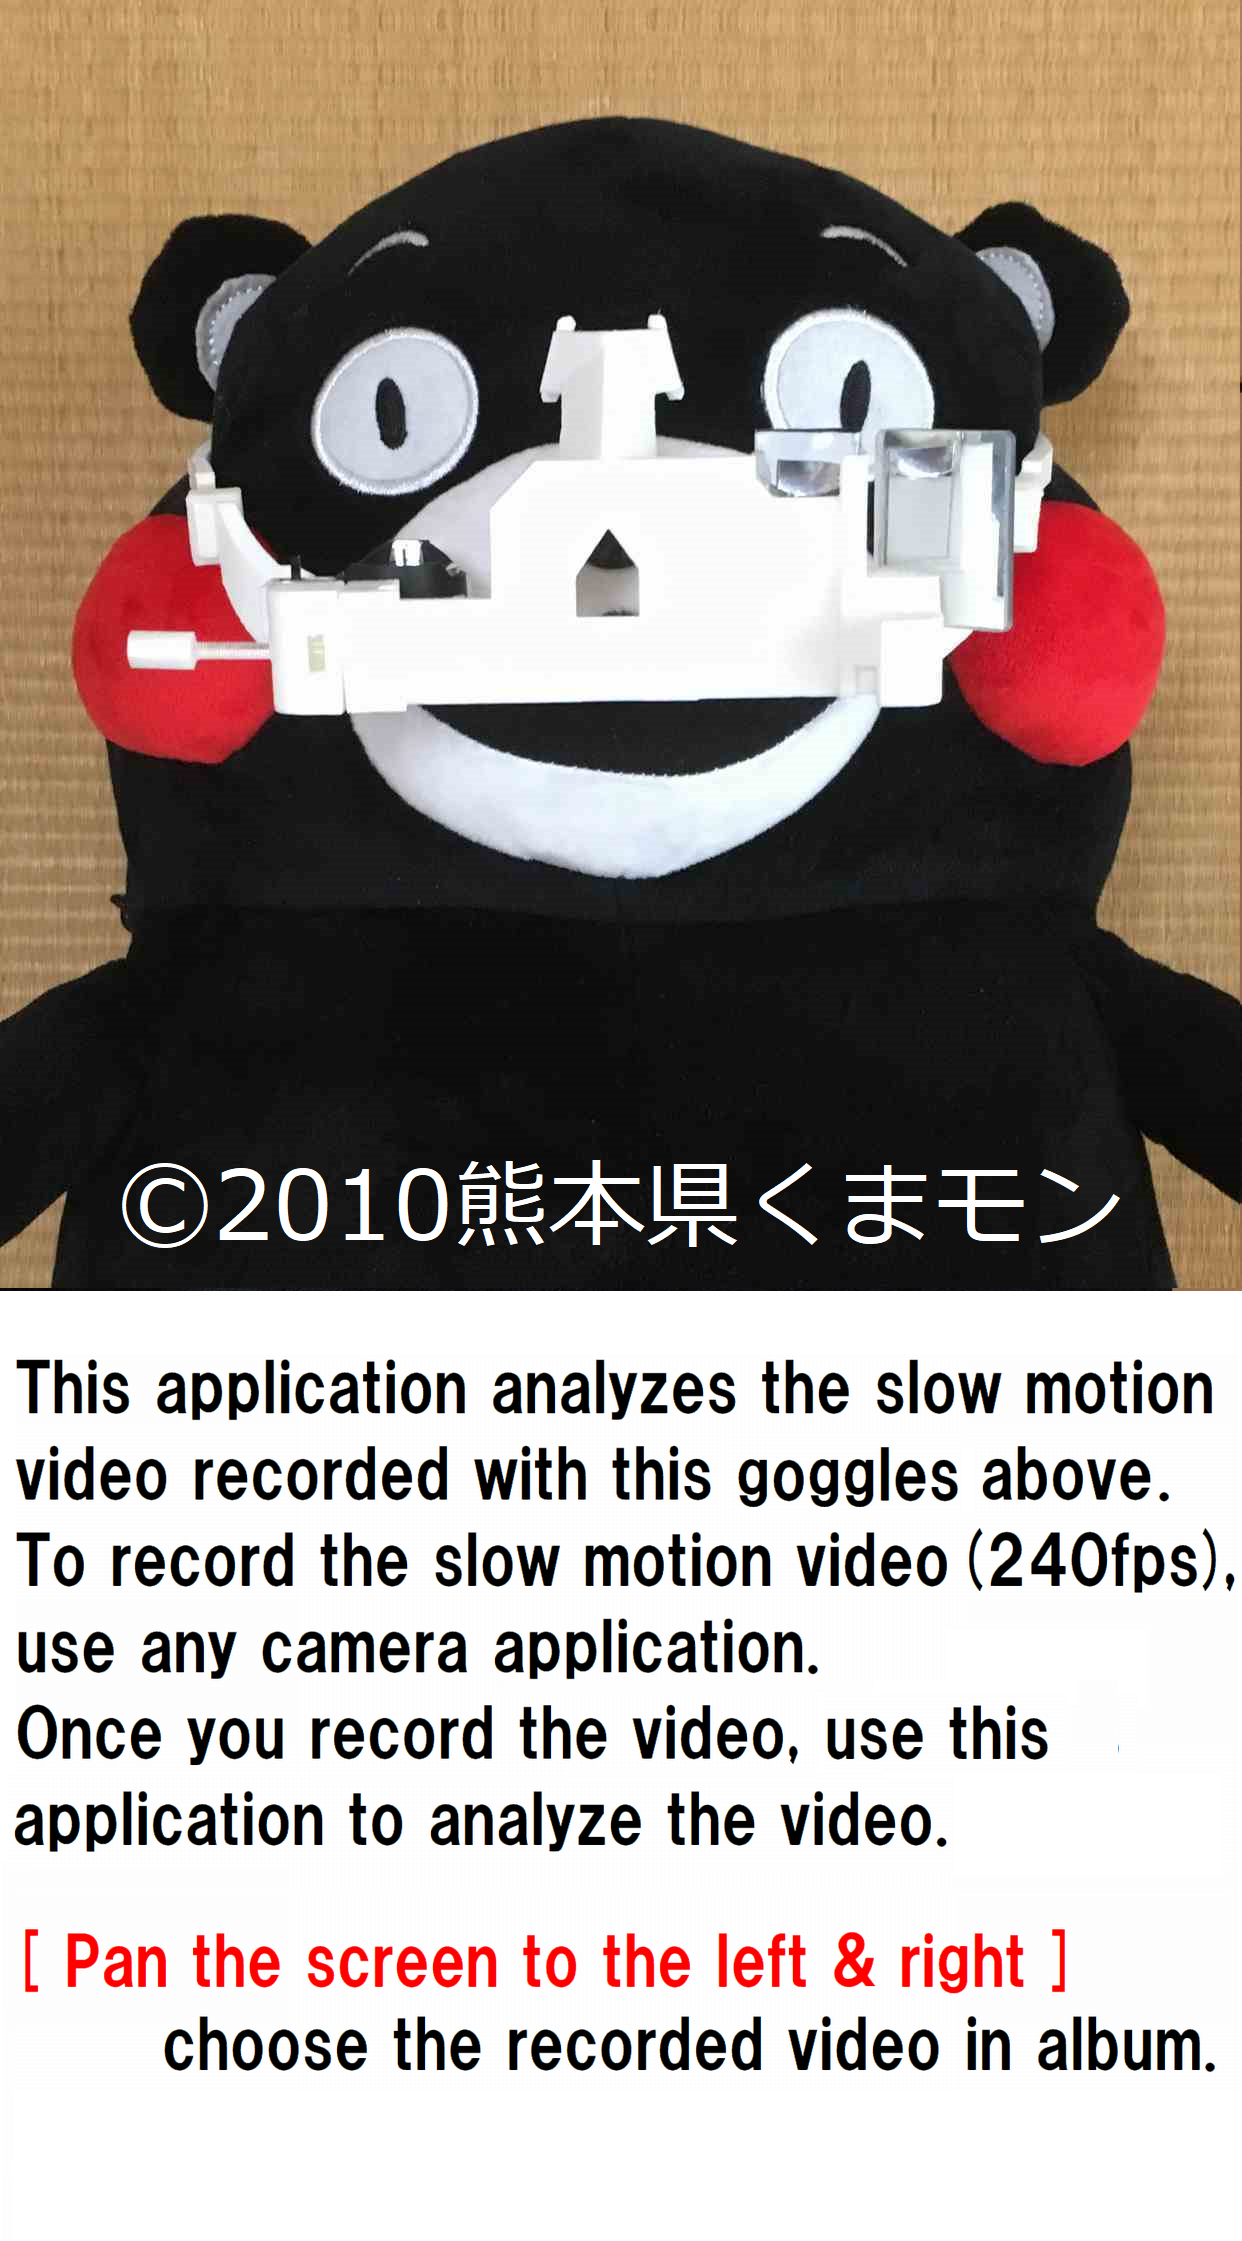 ©2010熊本県くまモン
This application analyzes the slow motion
video recorded with this goggles above.
To record the slow motion video (240fps),
use any camera application.
Once you record the video, use this
application to analyze the video.
[ Pan the screen to the left & right ]
choose the recorded video in album.